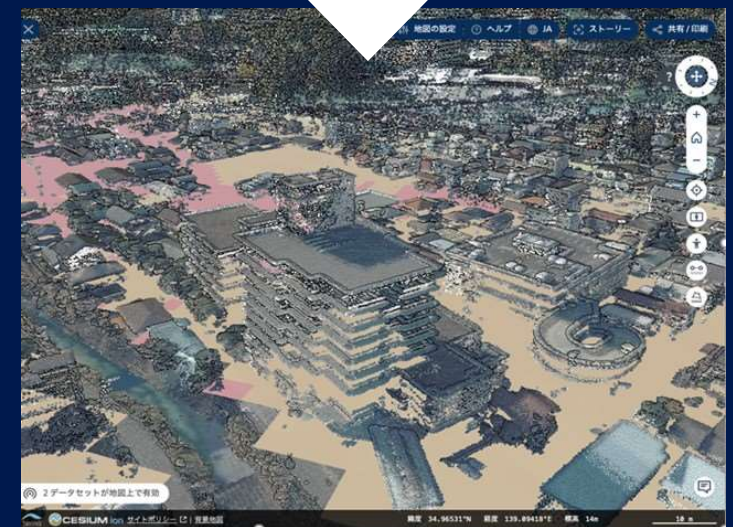 地図の設定
ヘルプ
JA
ストーリー
共有/印刷
?
2データセットが地図上で有効
CESIUM ion サイトポリシー | 背景地図
緯度 34.96531°N 経度 139.09418°E 標高 14m
10 m